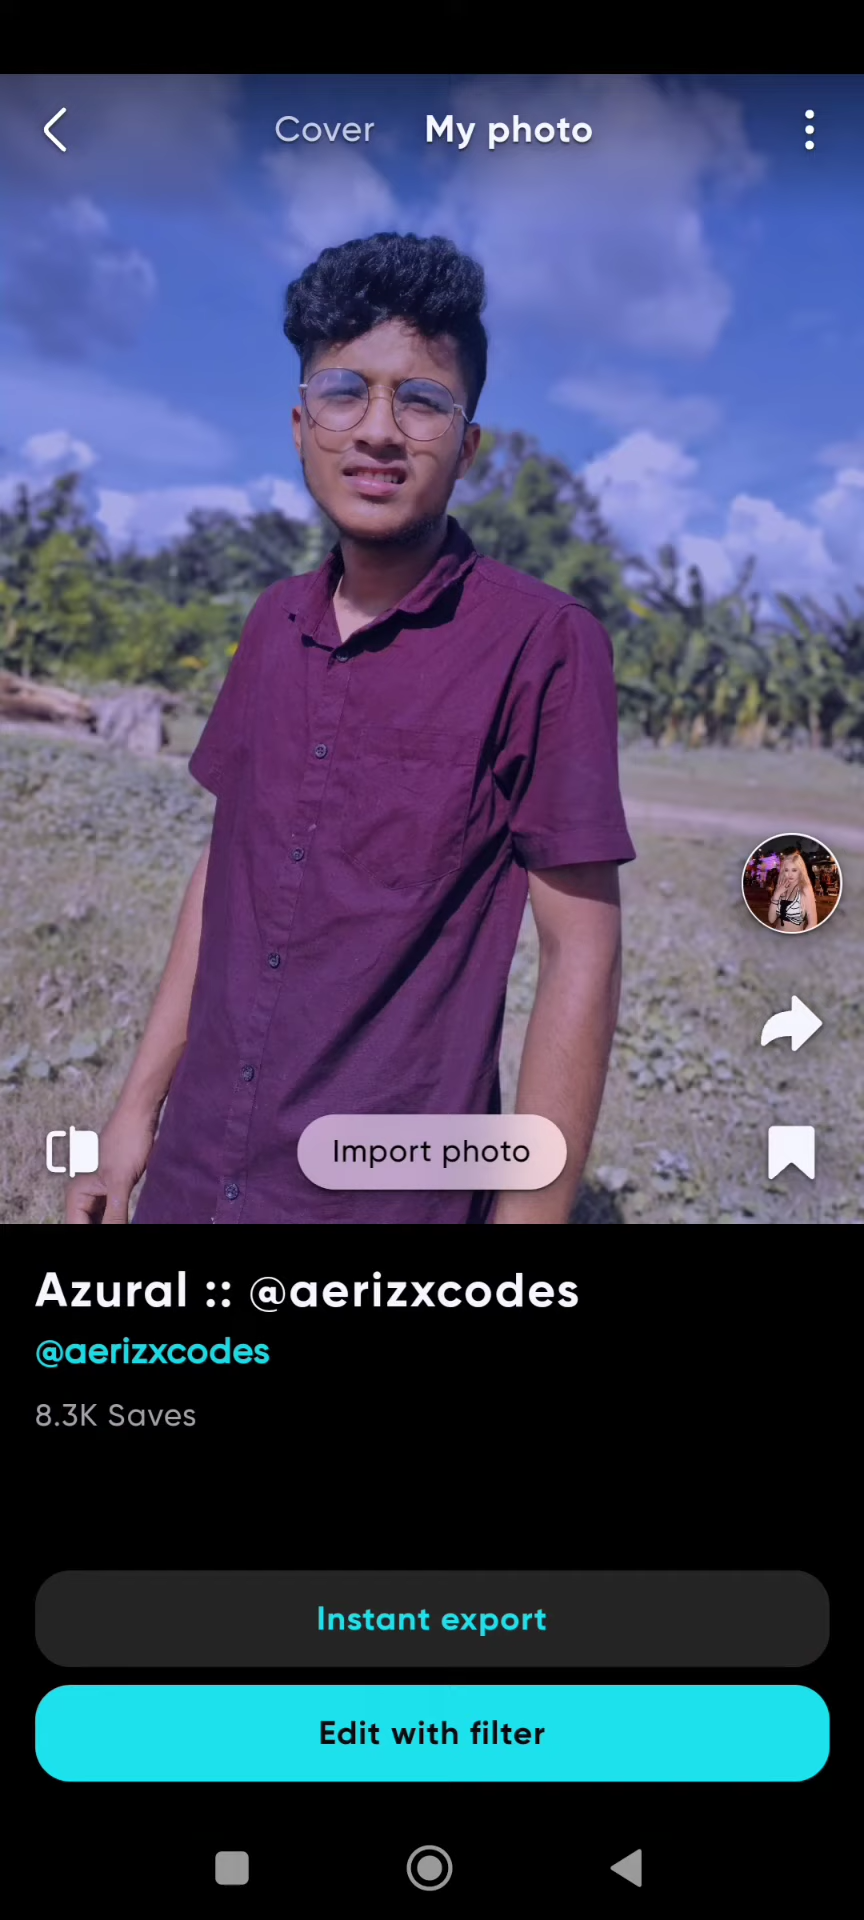 Cover My photo
Import photo
Azural :: @aerizxcodes
@aerizxcodes
8.3K Saves
Instant export
Edit with filter